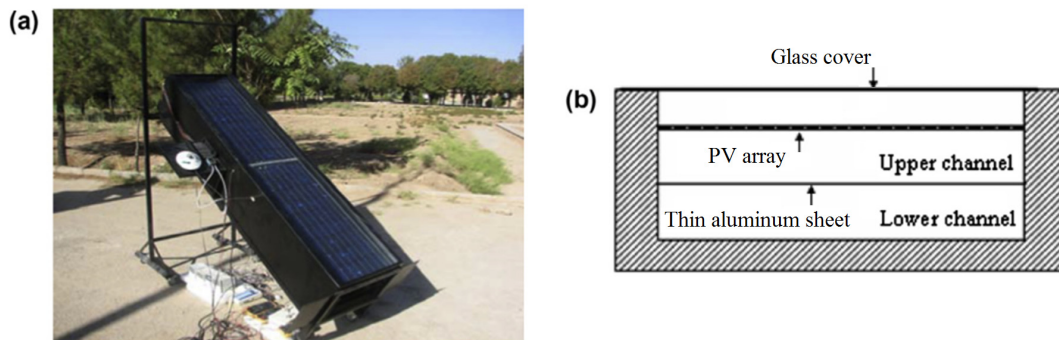 (a)
Glass cover
(b)
PV array
Upper channel
Thin aluminum sheet
Lower channel